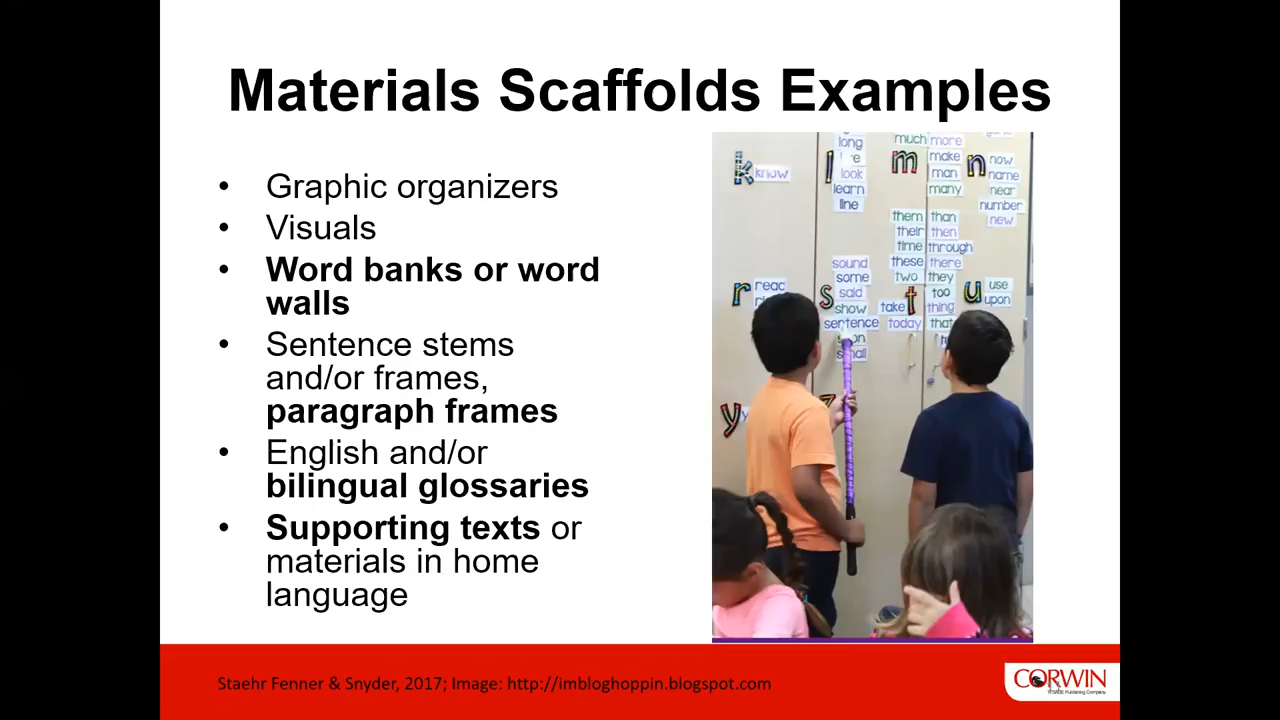 Materials Scaffolds Examples
• Graphic organizers
• Visuals
• Word banks or word
walls
• Sentence stems
and/or frames,
paragraph frames
• English and/or
bilingual glossaries
• Supporting texts or
materials in home
language
k
know
l
long
look
learn
line
much
m
more
make
man
many
n
now
name
near
number
new
r
read
s
sound
some
said
show
sentence
them
their
time
these
two
take
t
today
than
then
through
there
they
too
thing
that
u
use
upon
y
Staehr Fenner & Snyder, 2017; Image: http://imbloghoppin.blogspot.com
CORWIN